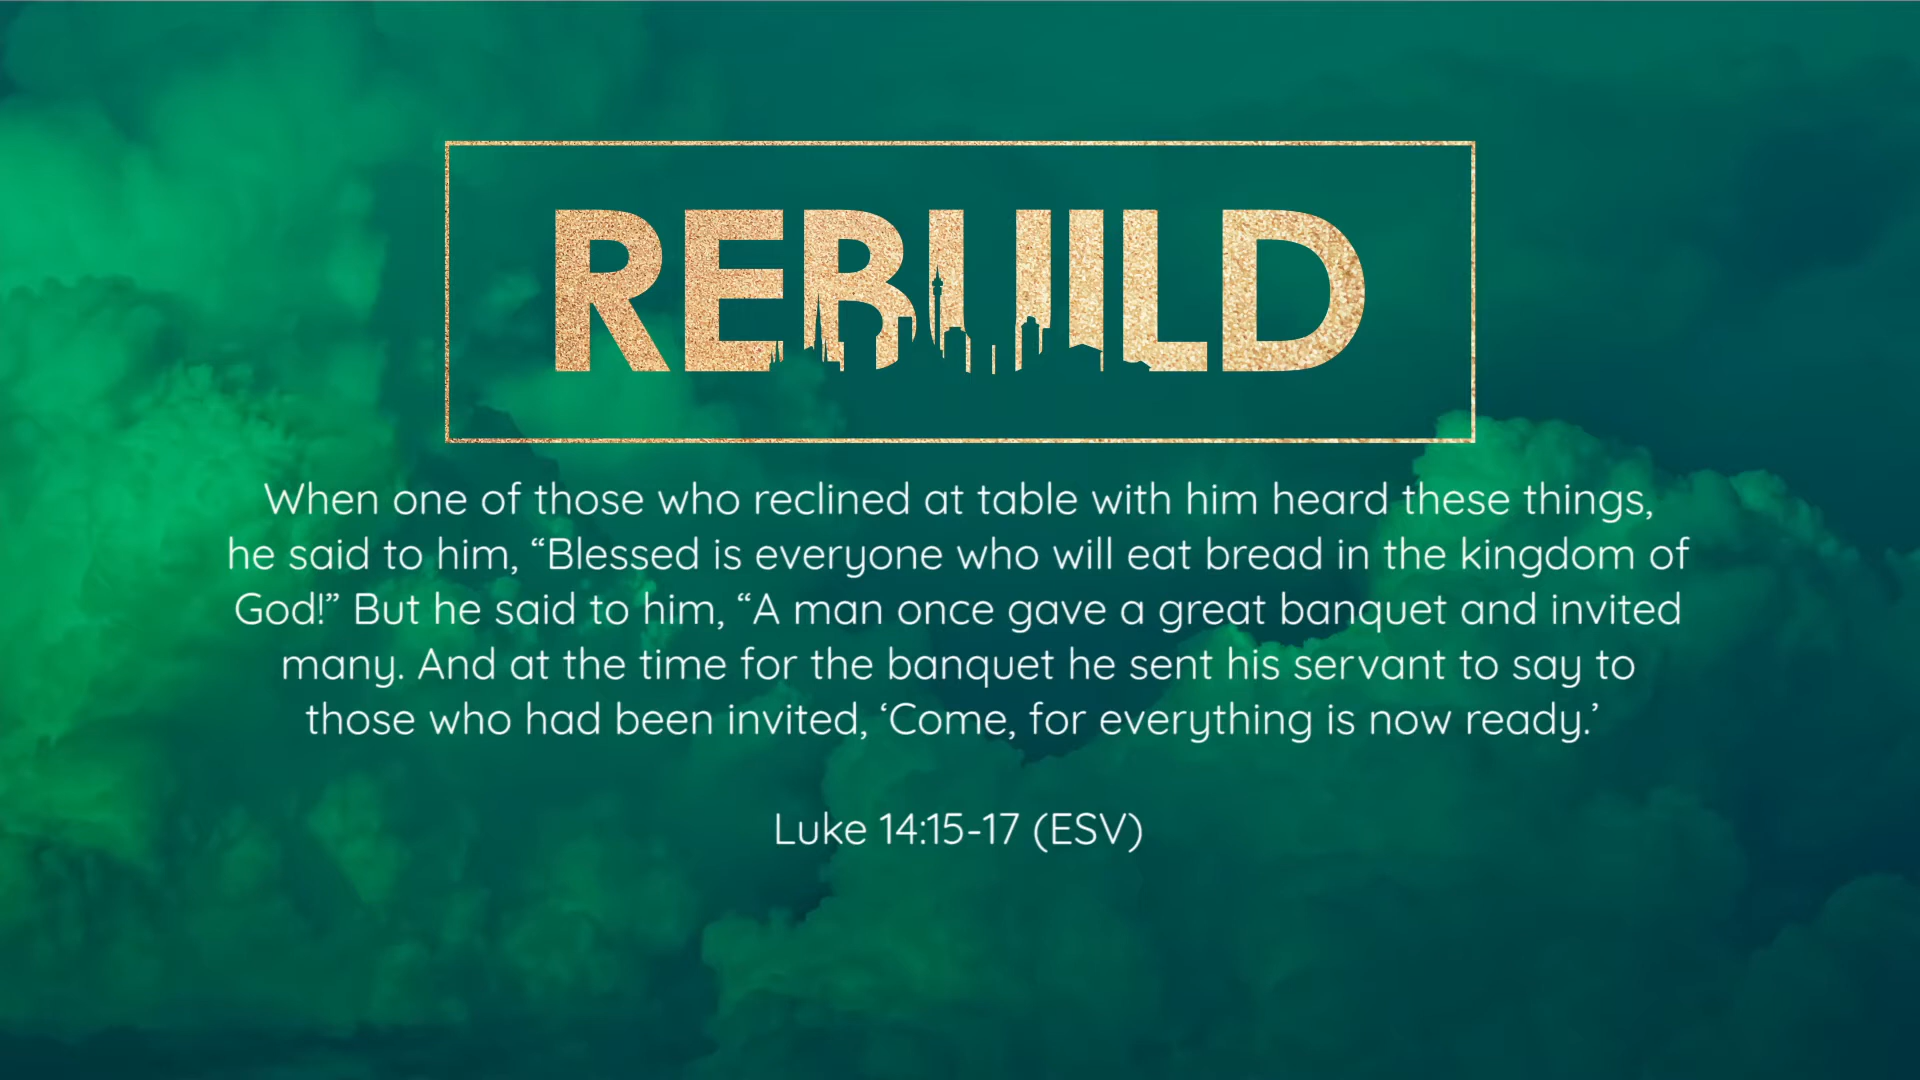 REBUILD
When one of those who reclined at table with him heard these things,
he said to him, “Blessed is everyone who will eat bread in the kingdom of
God!” But he said to him, “A man once gave a great banquet and invited
many. And at the time for the banquet he sent his servant to say to
those who had been invited, ‘Come, for everything is now ready.’
Luke 14:15-17 (ESV)